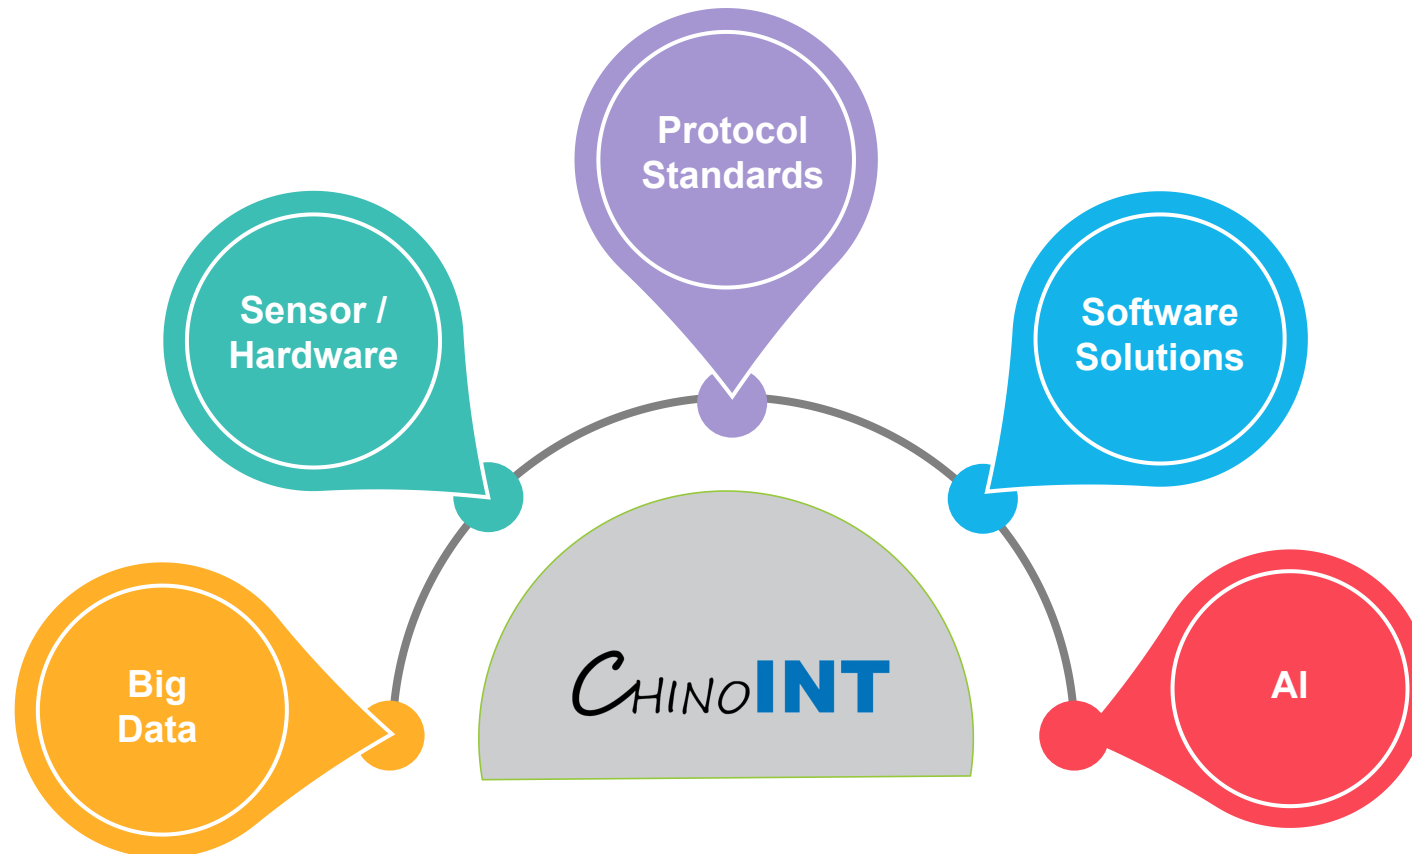 Protocol
Standards
Sensor /
Hardware
Software
Solutions
Big
Data
CHINOINT
AI